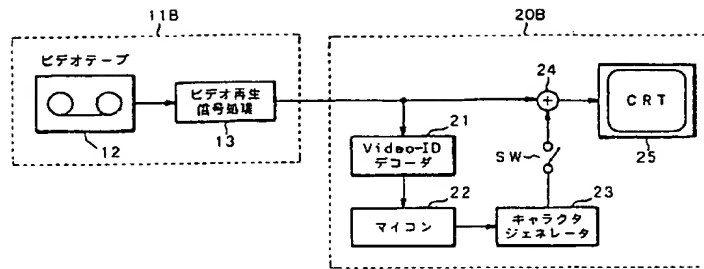 11B
20B
ビデオテープ
ビデオ再生
信号処理
12
13
24
CRT
25
21
Video-ID
デコーダ
SW
22
23
マイコン
キャラクタ
ジェネレータ